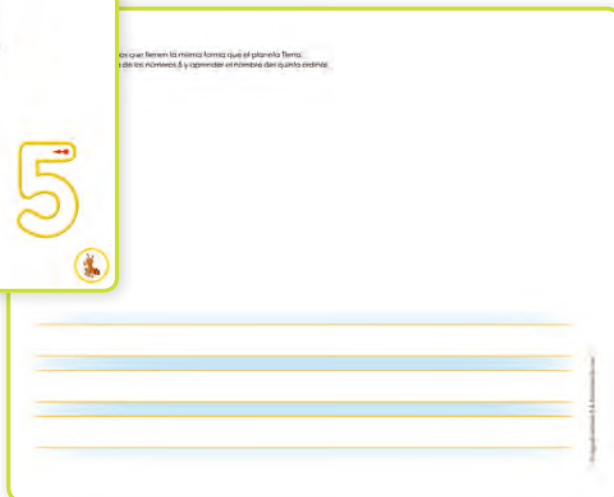 os que tienen la misma forma que el planeta Tierra.
de los números 5 y aprender el nombre del quinto ordinal.
5